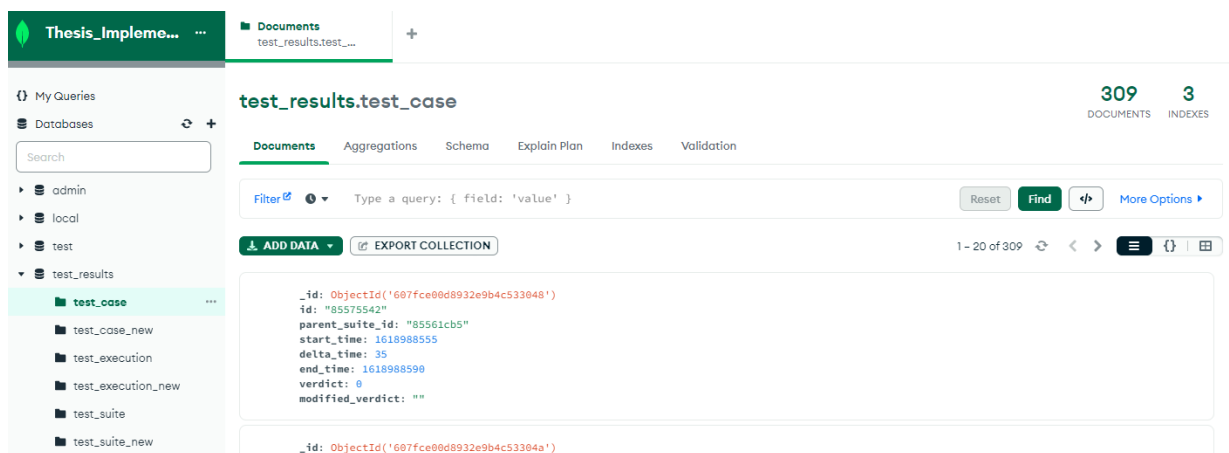 Thesis_Impleme... ...
Documents
test_results.test_...
+
{} My Queries
Databases
+
Search
admin
local
test
test_results
test_case
...
test_case_new
test_execution
test_execution_new
test_suite
test_suite_new
test_results.test_case
309
DOCUMENTS
3
INDEXES
Documents Aggregations Schema Explain Plan Indexes Validation
Filter Type a query: { field: 'value' } Reset Find </> More Options
ADD DATA EXPORT COLLECTION 1 – 20 of 309 < > {}
_id: ObjectId('607fce00d8932e9b4c533048')
id: "85575542"
parent_suite_id: "85561cb5"
start_time: 1618988555
delta_time: 35
end_time: 1618988590
verdict: 0
modified_verdict: ""
_id: ObjectId('607fce00d8932e9b4c53304a')